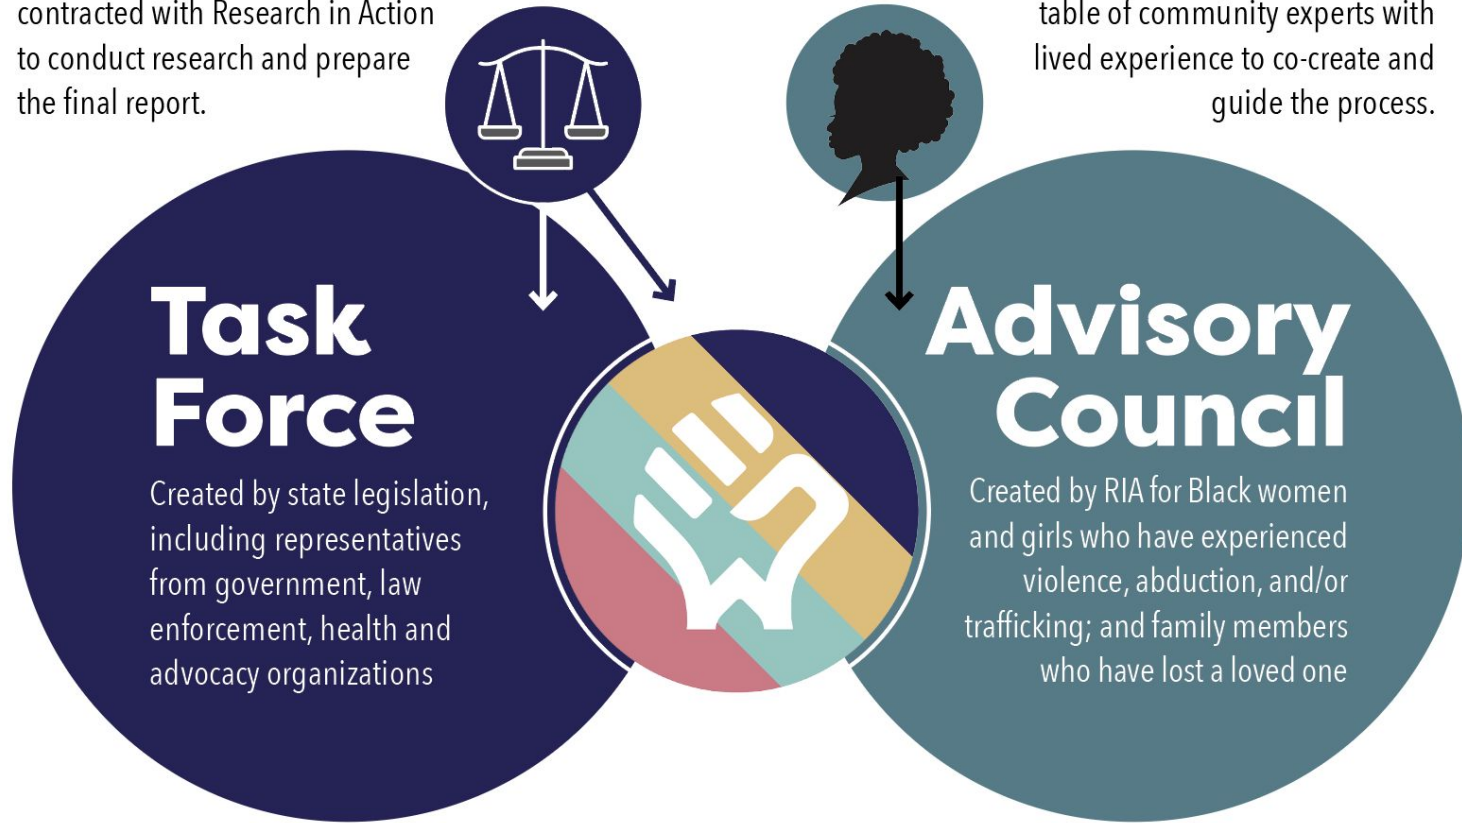 contracted with Research in Action
to conduct research and prepare
the final report.
table of community experts with
lived experience to co-create and
guide the process.
Task
Force
Created by state legislation,
including representatives
from government, law
enforcement, health and
advocacy organizations
Advisory
Council
Created by RIA for Black women
and girls who have experienced
violence, abduction, and/or
trafficking; and family members
who have lost a loved one